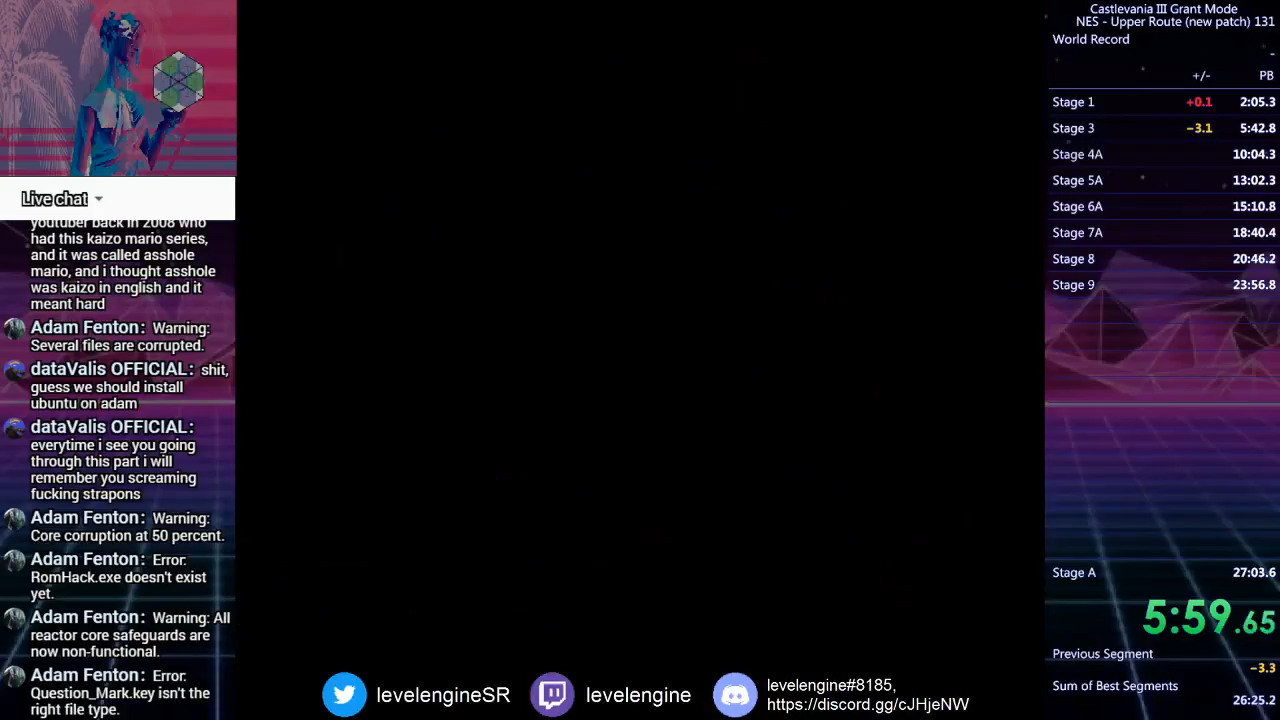 Castlevania III Grant Mode
NES - Upper Route (new patch) 131
World Record
-
+/- PB
Stage 1 +0.1 2:05.3
Stage 3 −3.1 5:42.8
Stage 4A 10:04.3
Stage 5A 13:02.3
Stage 6A 15:10.8
Stage 7A 18:40.4
Stage 8 20:46.2
Stage 9 23:56.8
Stage A 27:03.6
5:59.65
Previous Segment
−3.3
Sum of Best Segments
26:25.2
Live chat
youtuber back in 2008 who
had this kaizo mario series,
and it was called asshole
mario, and i thought asshole
was kaizo in english and it
meant hard
Adam Fenton: Warning:
Several files are corrupted.
dataValis OFFICIAL: shit,
guess we should install
ubuntu on adam
dataValis OFFICIAL:
everytime i see you going
through this part i will
remember you screaming
fucking strapons
Adam Fenton: Warning:
Core corruption at 50 percent.
Adam Fenton: Error:
RomHack.exe doesn't exist
yet.
Adam Fenton: Warning: All
reactor core safeguards are
now non-functional.
Adam Fenton: Error:
Question_Mark.key isn't the
right file type.
levelengineSR
levelengine
levelengine#8185,
https://discord.gg/cJHjeNW